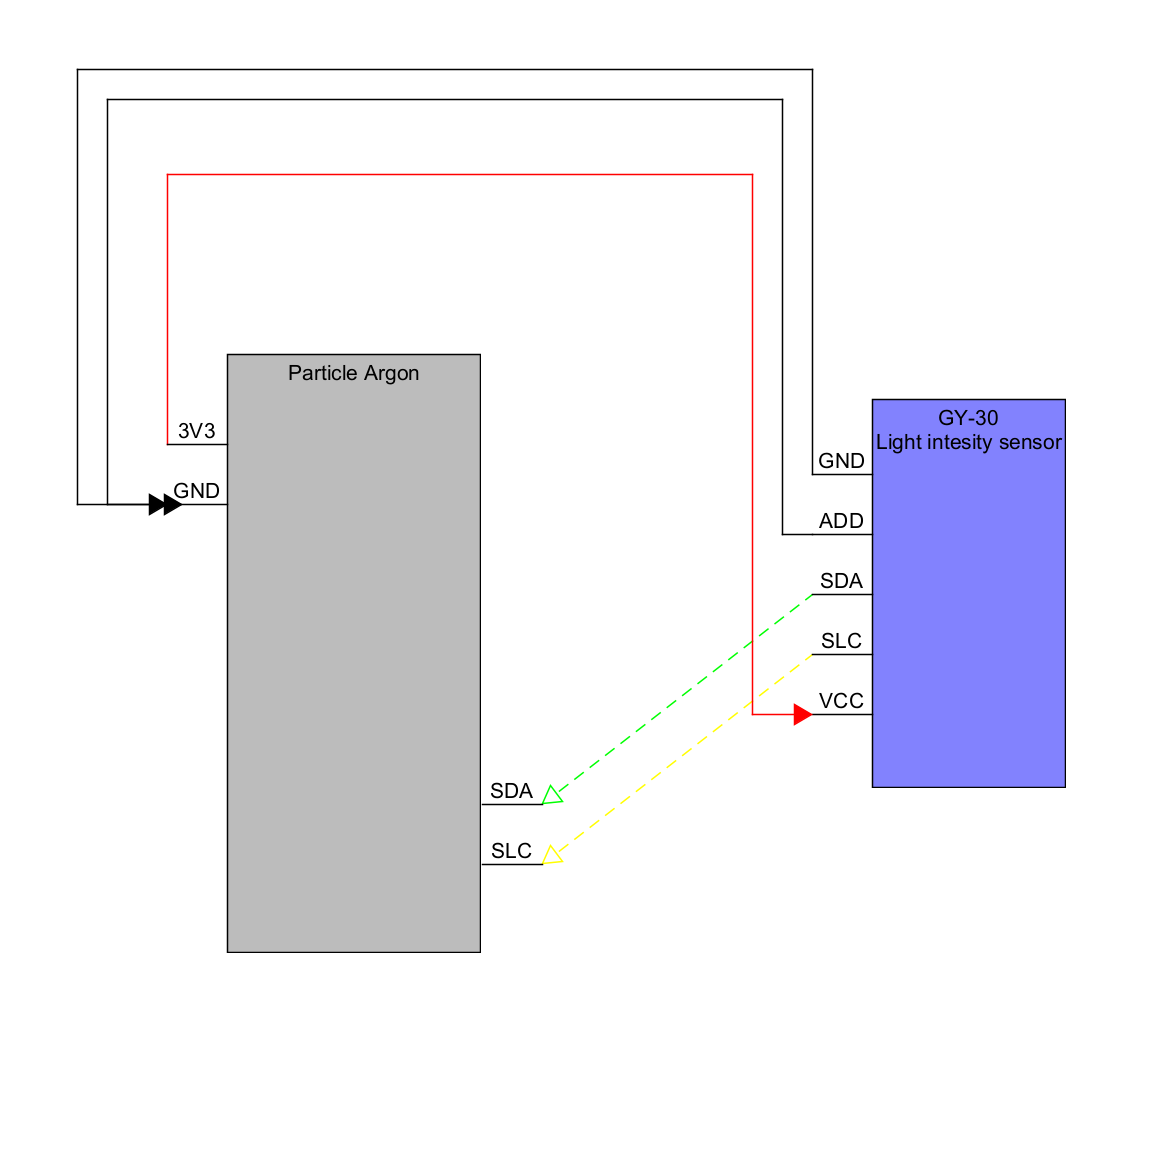 Particle Argon
3V3
GND
SDA
SLC
GY-30
Light intesity sensor
GND
ADD
SDA
SLC
VCC